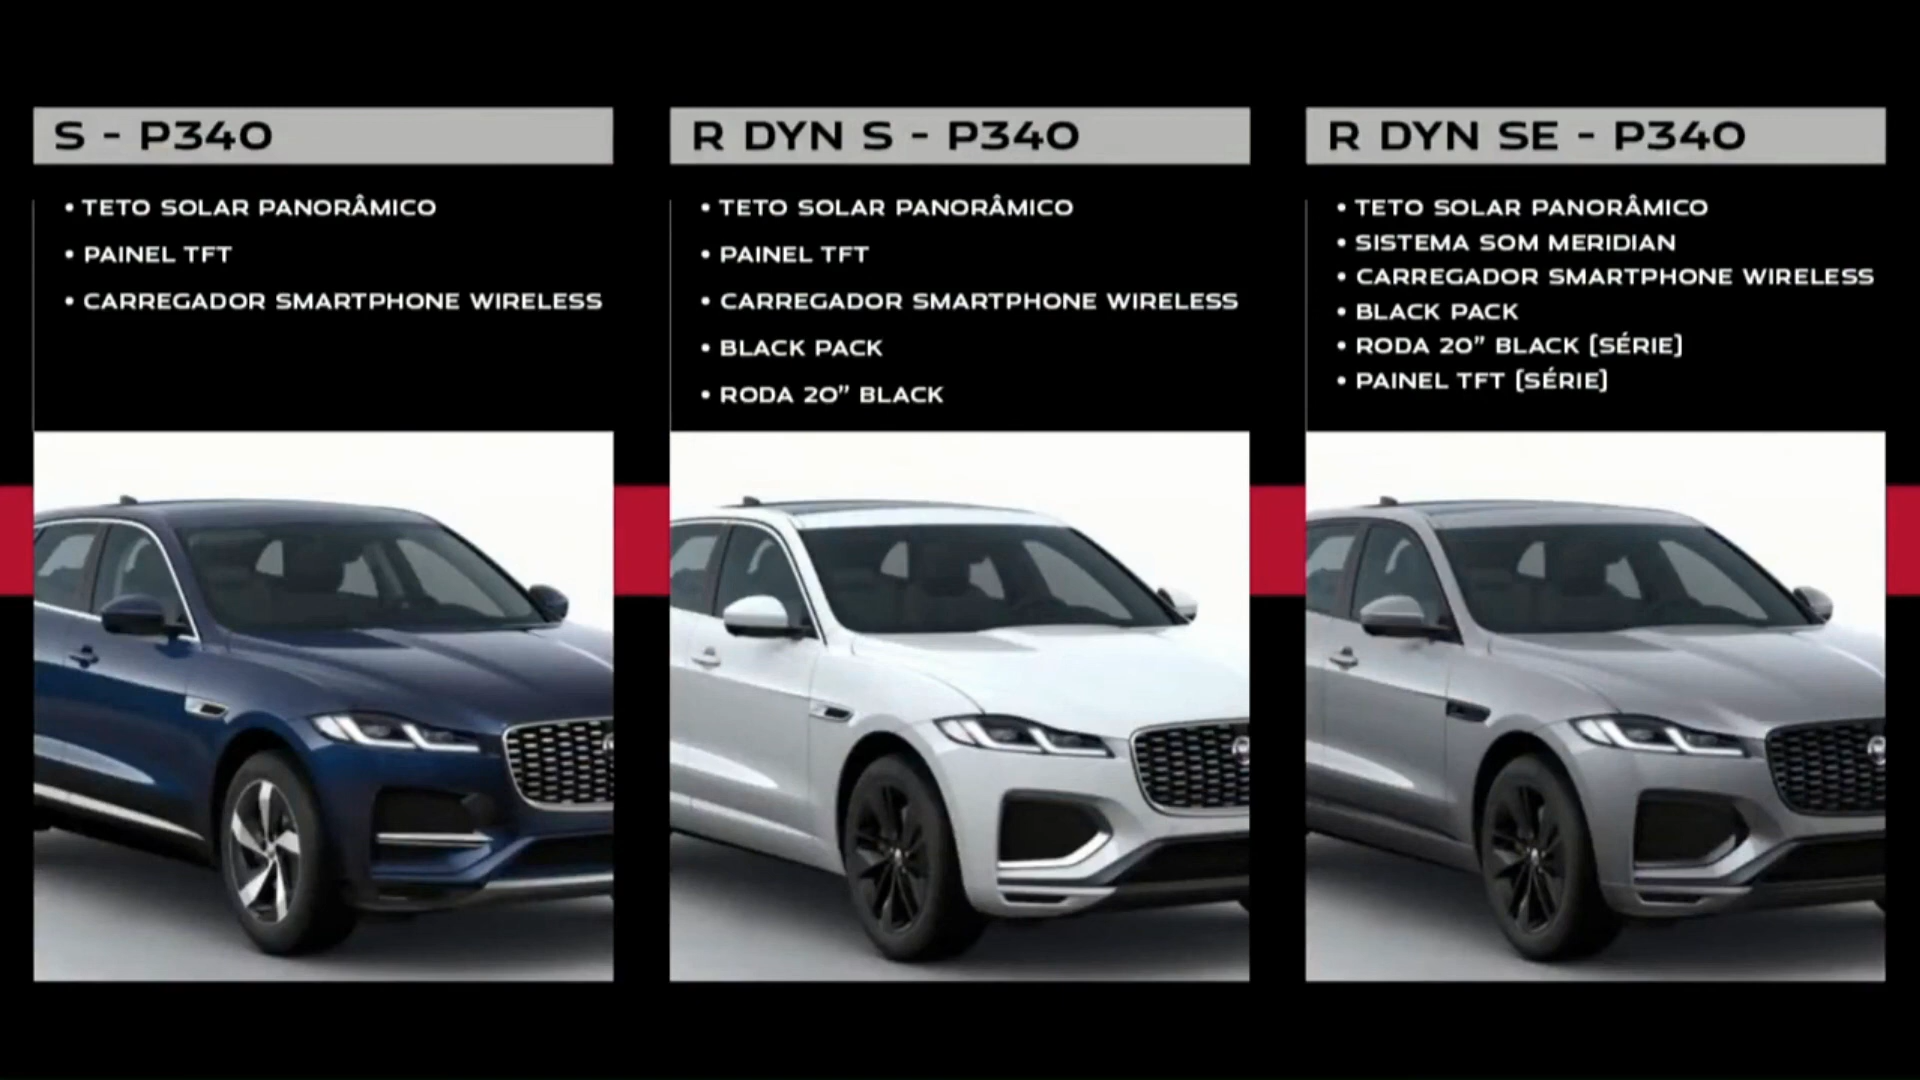 S - P340
• TETO SOLAR PANORÂMICO
• PAINEL TFT
• CARREGADOR SMARTPHONE WIRELESS
R DYN S - P340
• TETO SOLAR PANORÂMICO
• PAINEL TFT
• CARREGADOR SMARTPHONE WIRELESS
• BLACK PACK
• RODA 20” BLACK
R DYN SE - P340
• TETO SOLAR PANORÂMICO
• SISTEMA SOM MERIDIAN
• CARREGADOR SMARTPHONE WIRELESS
• BLACK PACK
• RODA 20” BLACK [SÉRIE]
• PAINEL TFT [SÉRIE]